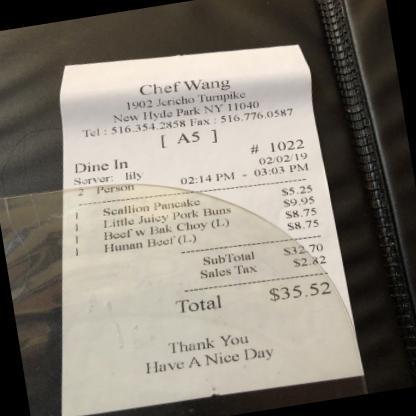 Chef Wang
1902 Jericho Turnpike
New Hyde Park NY 11040
Tel : 516.354.2858 Fax : 516.776.0587
[ A5 ]
Dine In # 1022
Server: lily 02/02/19
2 Person 02:14 PM - 03:03 PM
1 Scallion Pancake $5.25
1 Little Juicy Pork Buns $9.95
1 Beef w Bak Choy (L) $8.75
1 Hunan Beef (L) $8.75
SubTotal $32.70
Sales Tax $2.82
Total $35.52
Thank You
Have A Nice Day